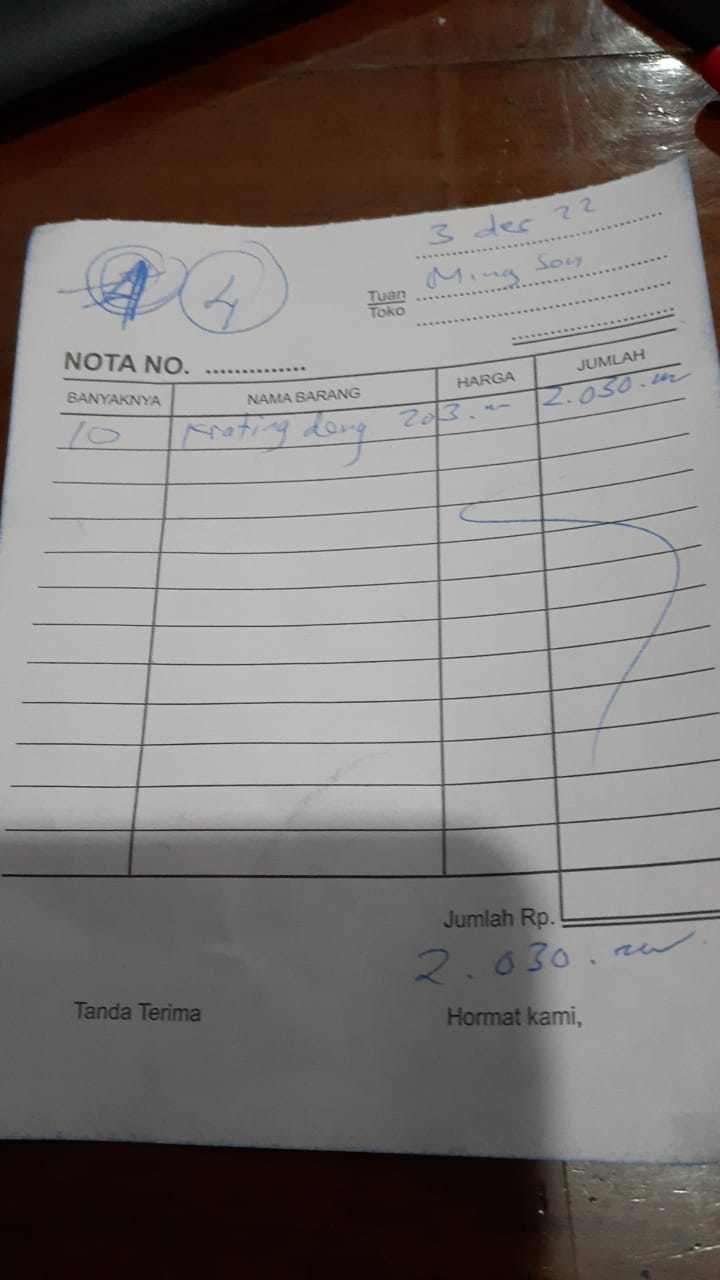 3 des 22
4
Tuan Ming Son
Toko
NOTA NO. ..............
BANYAKNYA NAMA BARANG HARGA JUMLAH
10 Krating deng 203. 2.030.
Jumlah Rp.
2.030.
Tanda Terima Hormat kami,